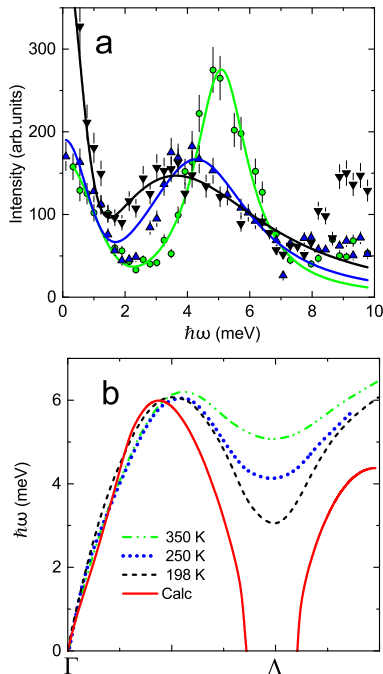 a
Intensity (arb.units)
300
200
100
0
0 2 4 6 8 10
ħω (meV)
b
ħω (meV)
6
4
2
0
350 K
250 K
198 K
Calc
Γ Λ